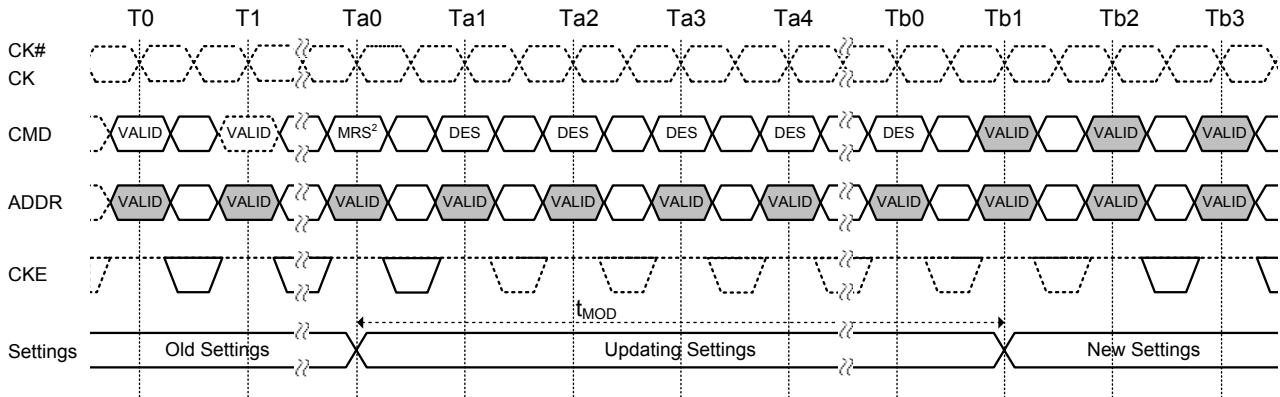 T0 T1 Ta0 Ta1 Ta2 Ta3 Ta4 Tb0 Tb1 Tb2 Tb3
CK#
CK
CMD VALID VALID MRS² DES DES DES DES DES VALID VALID VALID
ADDR VALID VALID VALID VALID VALID VALID VALID VALID VALID VALID VALID
CKE
tMOD
Settings Old Settings Updating Settings New Settings